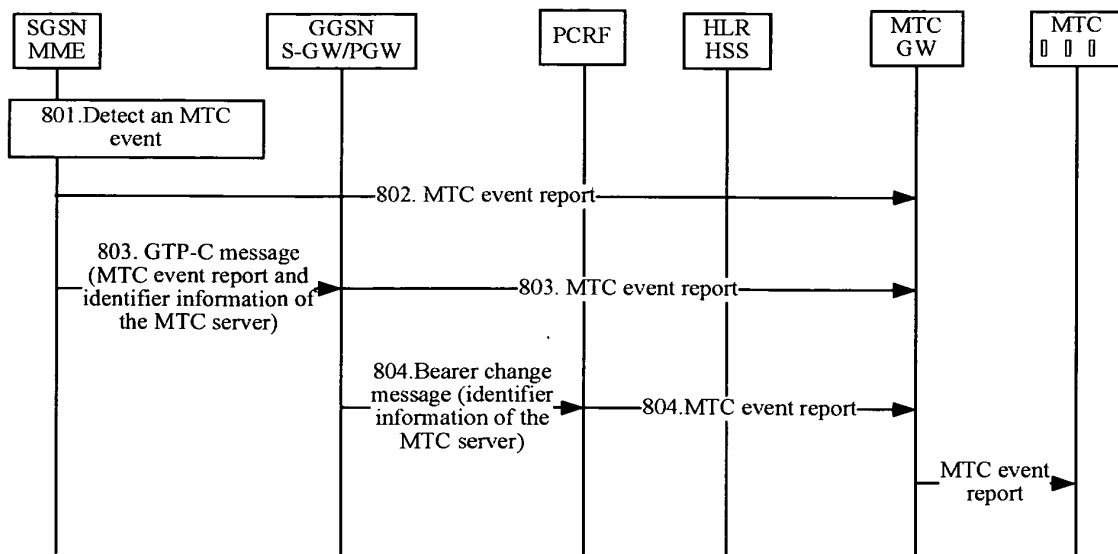 SGSN
MME
GGSN
S-GW/PGW
PCRF
HLR
HSS
MTC
GW
MTC
801.Detect an MTC
event
802. MTC event report
803. GTP-C message
(MTC event report and
identifier information of
the MTC server)
803. MTC event report
804.Bearer change
message (identifier
information of the
MTC server)
804.MTC event report
MTC event
report